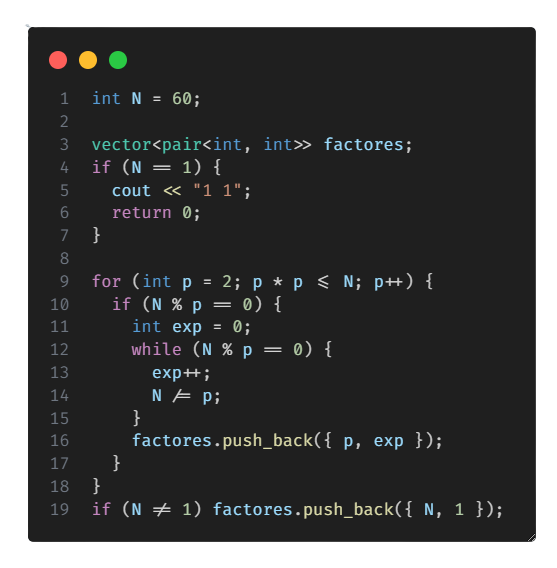 1 int N = 60;
2
3 vector<pair<int, int>> factores;
4 if (N == 1) {
5   cout << "1 1";
6   return 0;
7 }
8
9 for (int p = 2; p * p <= N; p++) {
10   if (N % p == 0) {
11     int exp = 0;
12     while (N % p == 0) {
13       exp++;
14       N /= p;
15     }
16     factores.push_back({ p, exp });
17   }
18 }
19 if (N != 1) factores.push_back({ N, 1 });